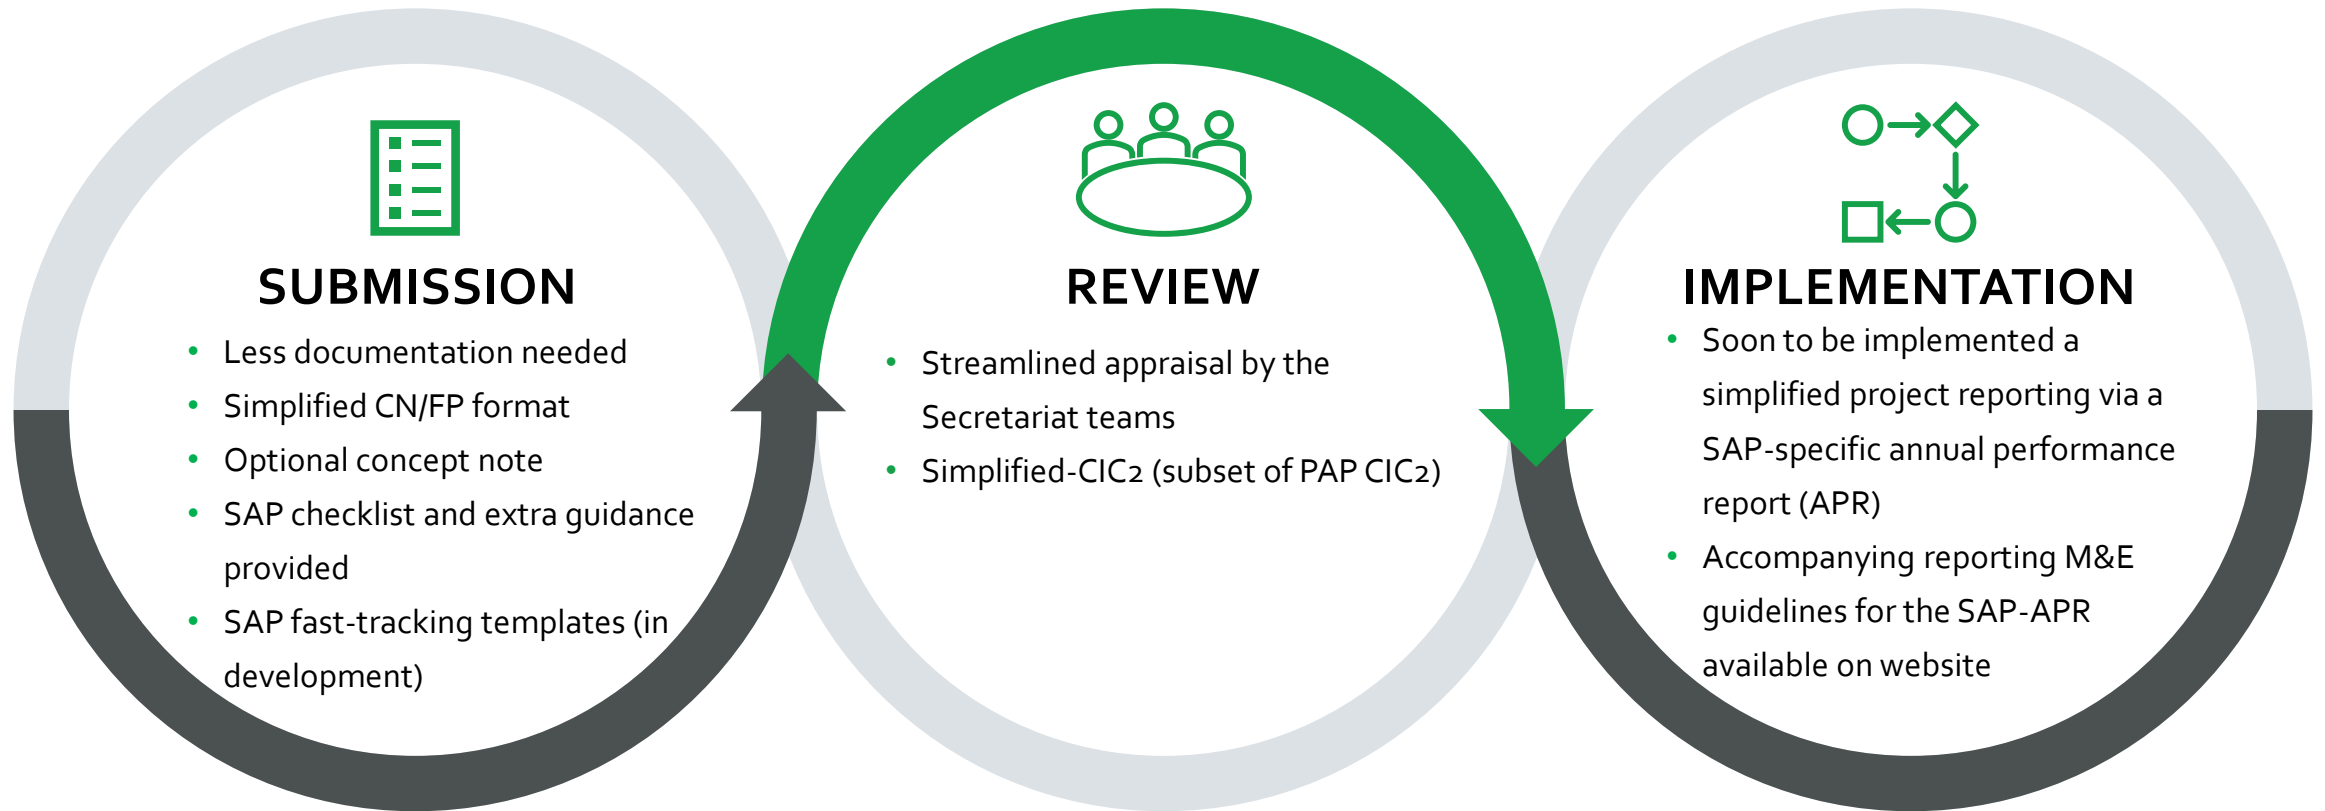 SUBMISSION
• Less documentation needed
• Simplified CN/FP format
• Optional concept note
• SAP checklist and extra guidance
provided
• SAP fast-tracking templates (in
development)
REVIEW
• Streamlined appraisal by the
Secretariat teams
• Simplified-CIC2 (subset of PAP CIC2)
IMPLEMENTATION
• Soon to be implemented a
simplified project reporting via a
SAP-specific annual performance
report (APR)
• Accompanying reporting M&E
guidelines for the SAP-APR
available on website